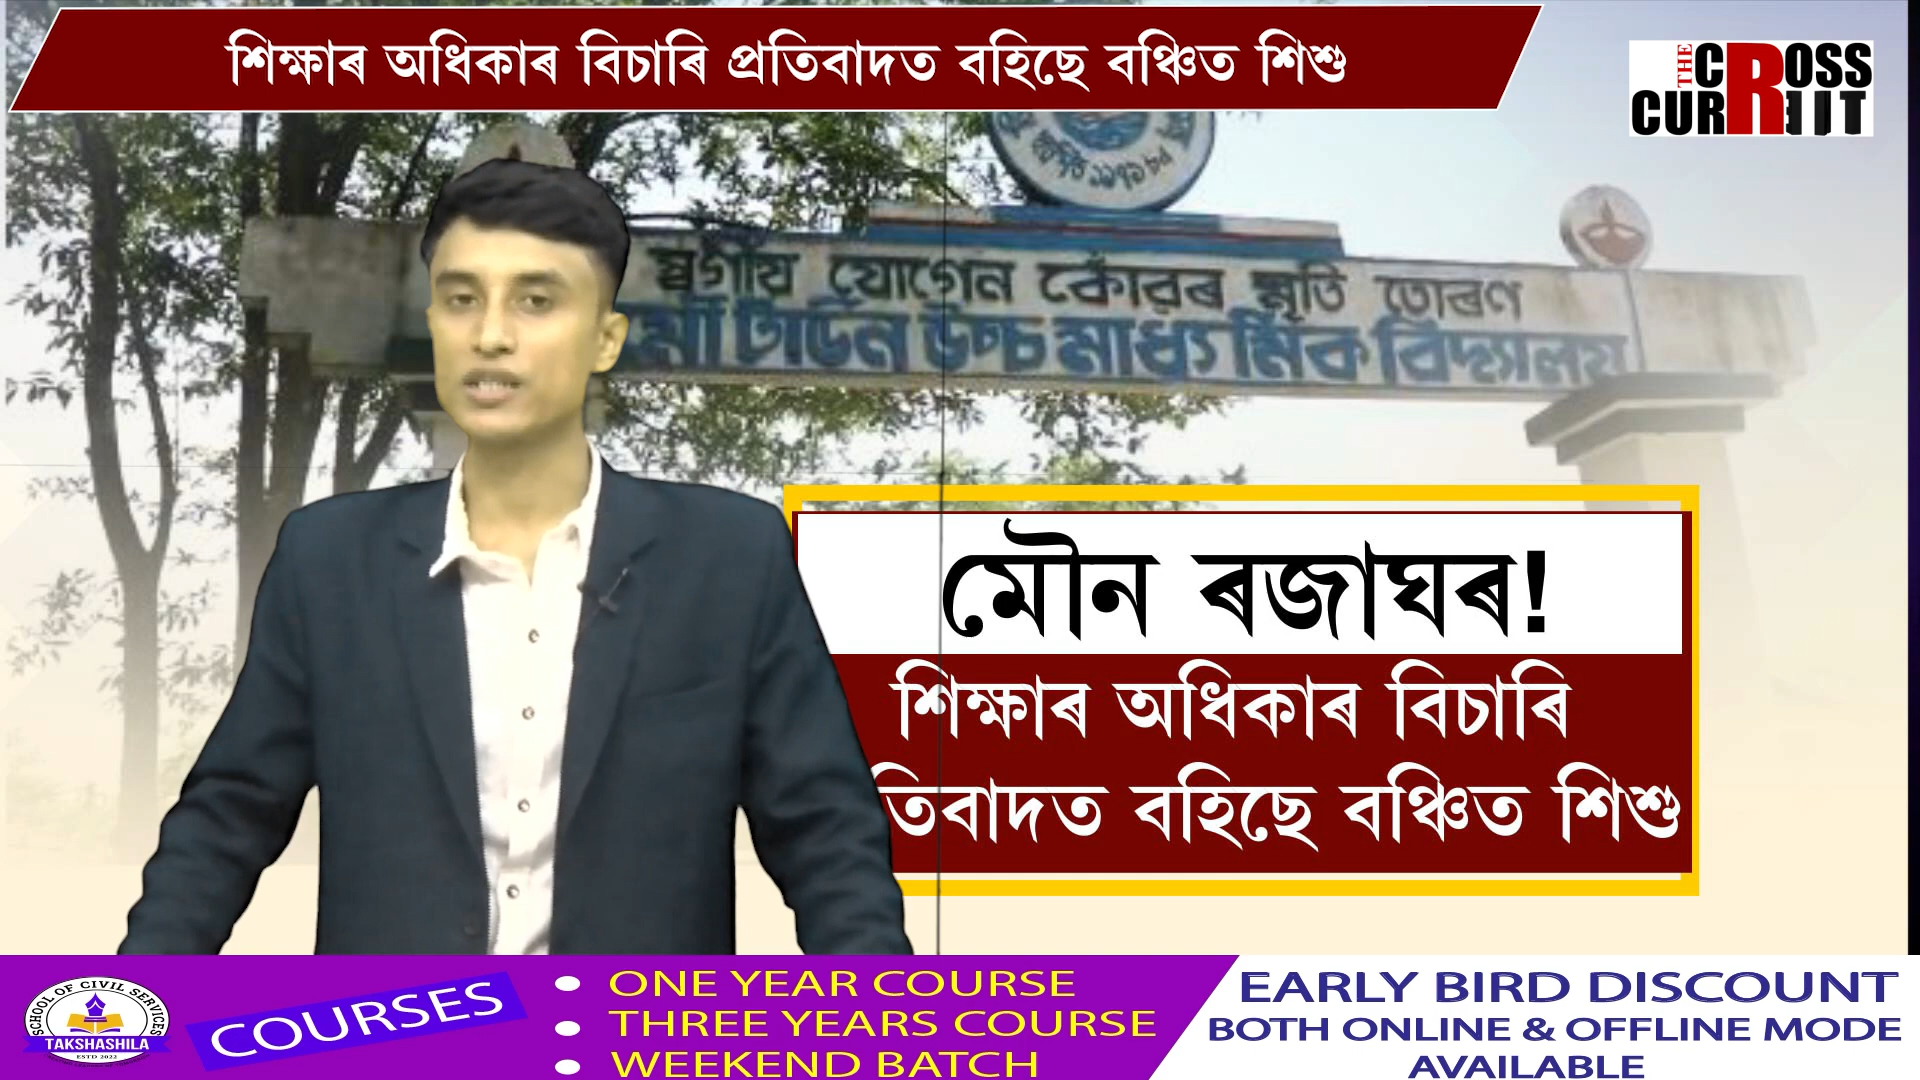 শিক্ষাৰ অধিকাৰ বিচাৰি প্ৰতিবাদত বহিছে বঞ্চিত শিশু
THE CROSS
CURRENT
স্বৰ্গীয় যোগেন কোঁৱৰ স্মৃতি তোৰণ
টাউন উচ্চ মাধ্যমিক বিদ্যালয়
মৌন ৰজাঘৰ!
শিক্ষাৰ অধিকাৰ বিচাৰি
তিবাদত বহিছে বঞ্চিত শিশু
SCHOOL OF CIVIL SERVICES
TAKSHASHILA
ESTD 2022
COURSES
• ONE YEAR COURSE
• THREE YEARS COURSE
• WEEKEND BATCH
EARLY BIRD DISCOUNT
BOTH ONLINE & OFFLINE MODE
AVAILABLE